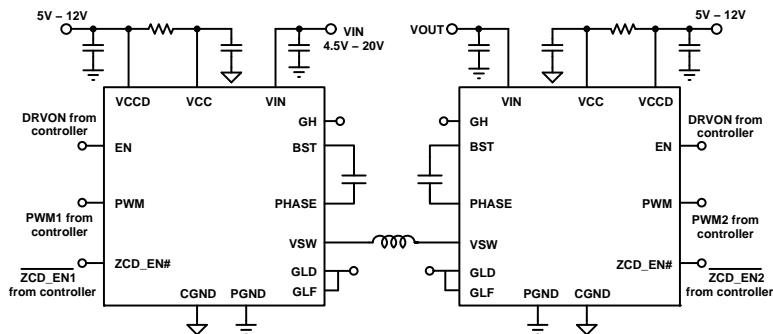 5V – 12V
VIN
4.5V – 20V
VOUT
5V – 12V
VCCD
VCC
VIN
VIN
VCC
VCCD
DRVON from
controller
EN
GH
BST
GH
BST
EN
DRVON from
controller
PWM1 from
controller
PWM
PHASE
PHASE
PWM
PWM2 from
controller
VSW
VSW
ZCD_EN1
from controller
ZCD_EN#
GLD
GLF
GLD
GLF
ZCD_EN#
ZCD_EN2
from controller
CGND
PGND
PGND
CGND